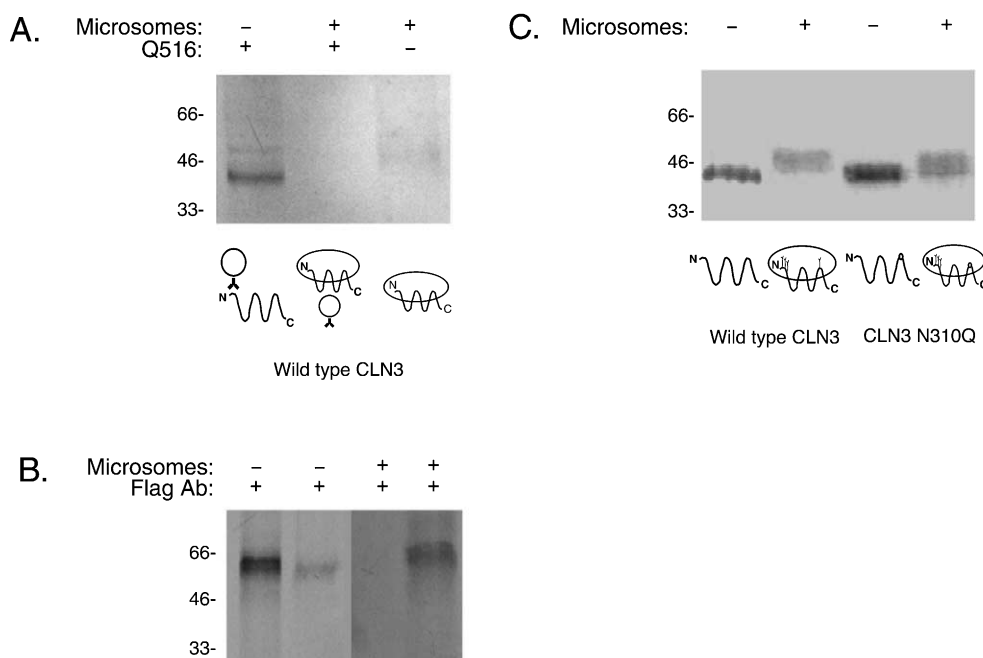 A.
Microsomes: – + +
Q516: + + –
66-
46-
33-
N C
N C
N C
Wild type CLN3
C.
Microsomes: – + – +
66-
46-
33-
N C
N C
N C
N C
Wild type CLN3 CLN3 N310Q
B.
Microsomes: – – + +
Flag Ab: + + + +
66-
46-
33-